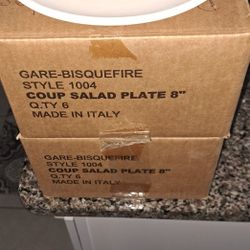 GARE-BISQUEFIRE
STYLE 1004
COUP SALAD PLATE 8"
Q.TY 6
MADE IN ITALY
GARE-BISQUEFIRE
STYLE 1004
COUP SALAD PLATE 8"
Q.TY 6
MADE IN ITALY